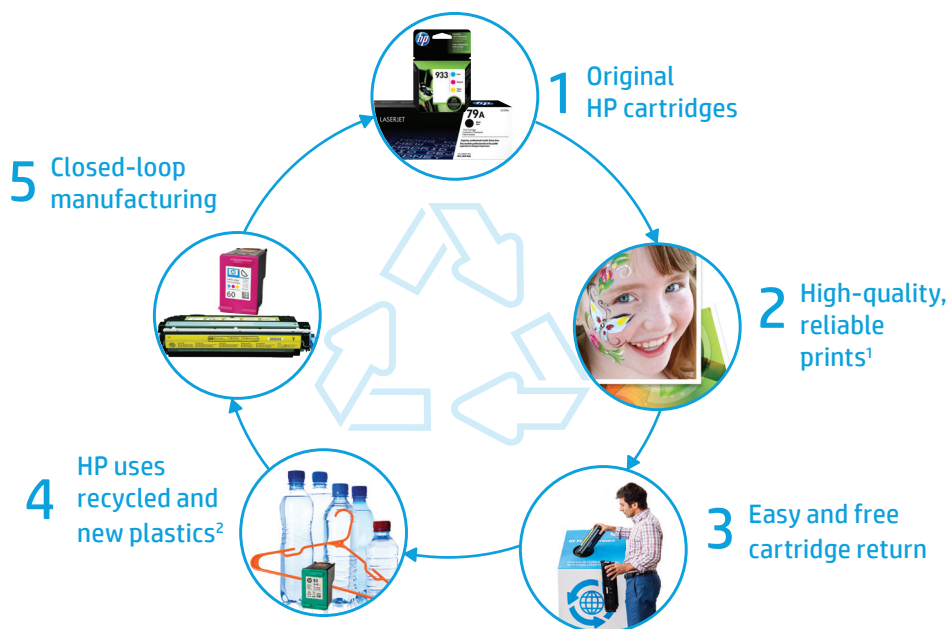 hp
933
79A
LASERJET
1
Original
HP cartridges
2
High-quality,
reliable
prints1
3
Easy and free
cartridge return
4
HP uses
recycled and
new plastics2
5
Closed-loop
manufacturing
60